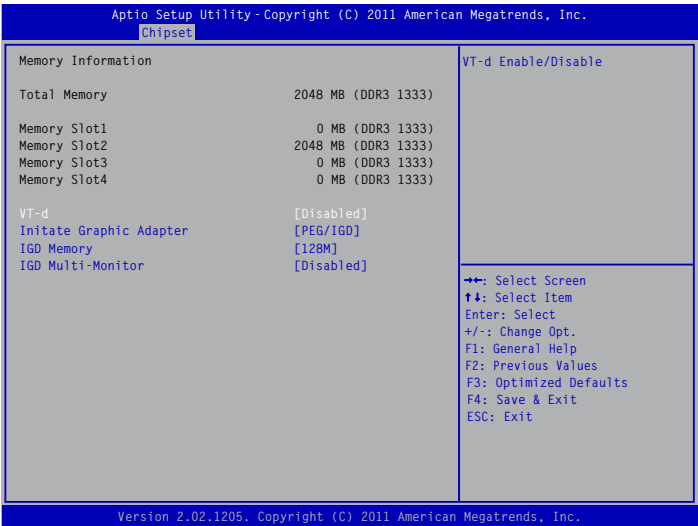 Aptio Setup Utility - Copyright (C) 2011 American Megatrends, Inc.
Chipset
Memory Information
Total Memory 2048 MB (DDR3 1333)
Memory Slot1 0 MB (DDR3 1333)
Memory Slot2 2048 MB (DDR3 1333)
Memory Slot3 0 MB (DDR3 1333)
Memory Slot4 0 MB (DDR3 1333)
VT-d [Disabled]
Initate Graphic Adapter [PEG/IGD]
IGD Memory [128M]
IGD Multi-Monitor [Disabled]
VT-d Enable/Disable
→←: Select Screen
↑↓: Select Item
Enter: Select
+/-: Change Opt.
F1: General Help
F2: Previous Values
F3: Optimized Defaults
F4: Save & Exit
ESC: Exit
Version 2.02.1205. Copyright (C) 2011 American Megatrends, Inc.